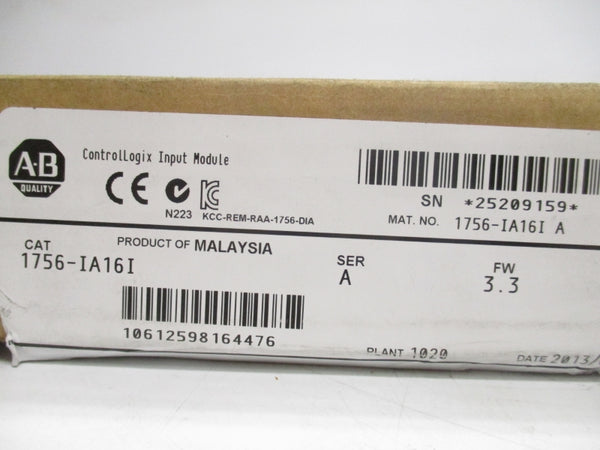 A-B
QUALITY
ControlLogix Input Module
CE
N223 KCC-REM-RAA-1756-DIA
SN *25209159*
MAT. NO. 1756-IA16I A
CAT
1756-IA16I
PRODUCT OF MALAYSIA
SER
A
FW
3.3
10612598164476
PLANT 1020
DATE 2013/